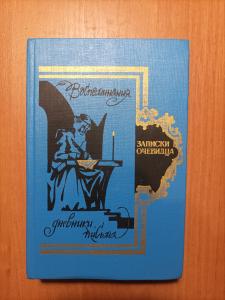 Воспоминания
ЗАПИСКИ
ОЧЕВИДЦА
дневники
письма